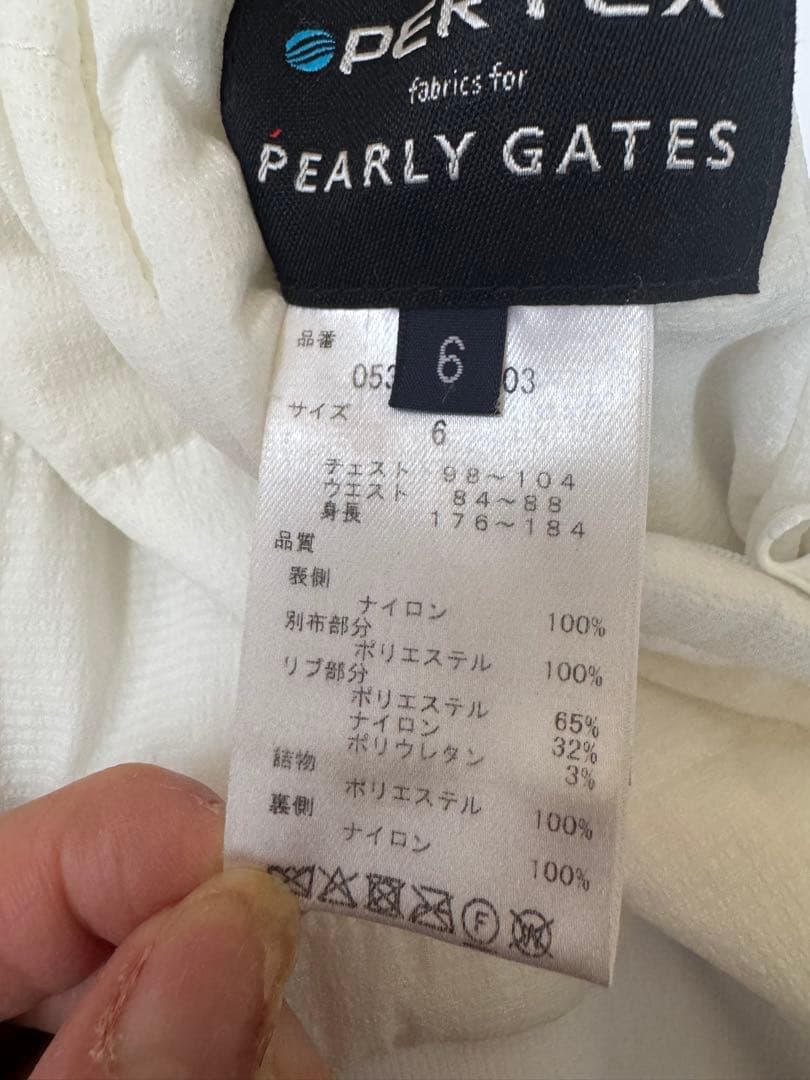 PERTEX
fabrics for
PEARLY GATES
6
品番
053 03
サイズ
6
チェスト 98~104
ウエスト 84~88
身長 176~184
品質
表側
ナイロン 100%
別布部分
ポリエステル 100%
リブ部分
ポリエステル 65%
ナイロン 32%
ポリウレタン 3%
詰物
ポリエステル 100%
裏側
ナイロン 100%
F
W